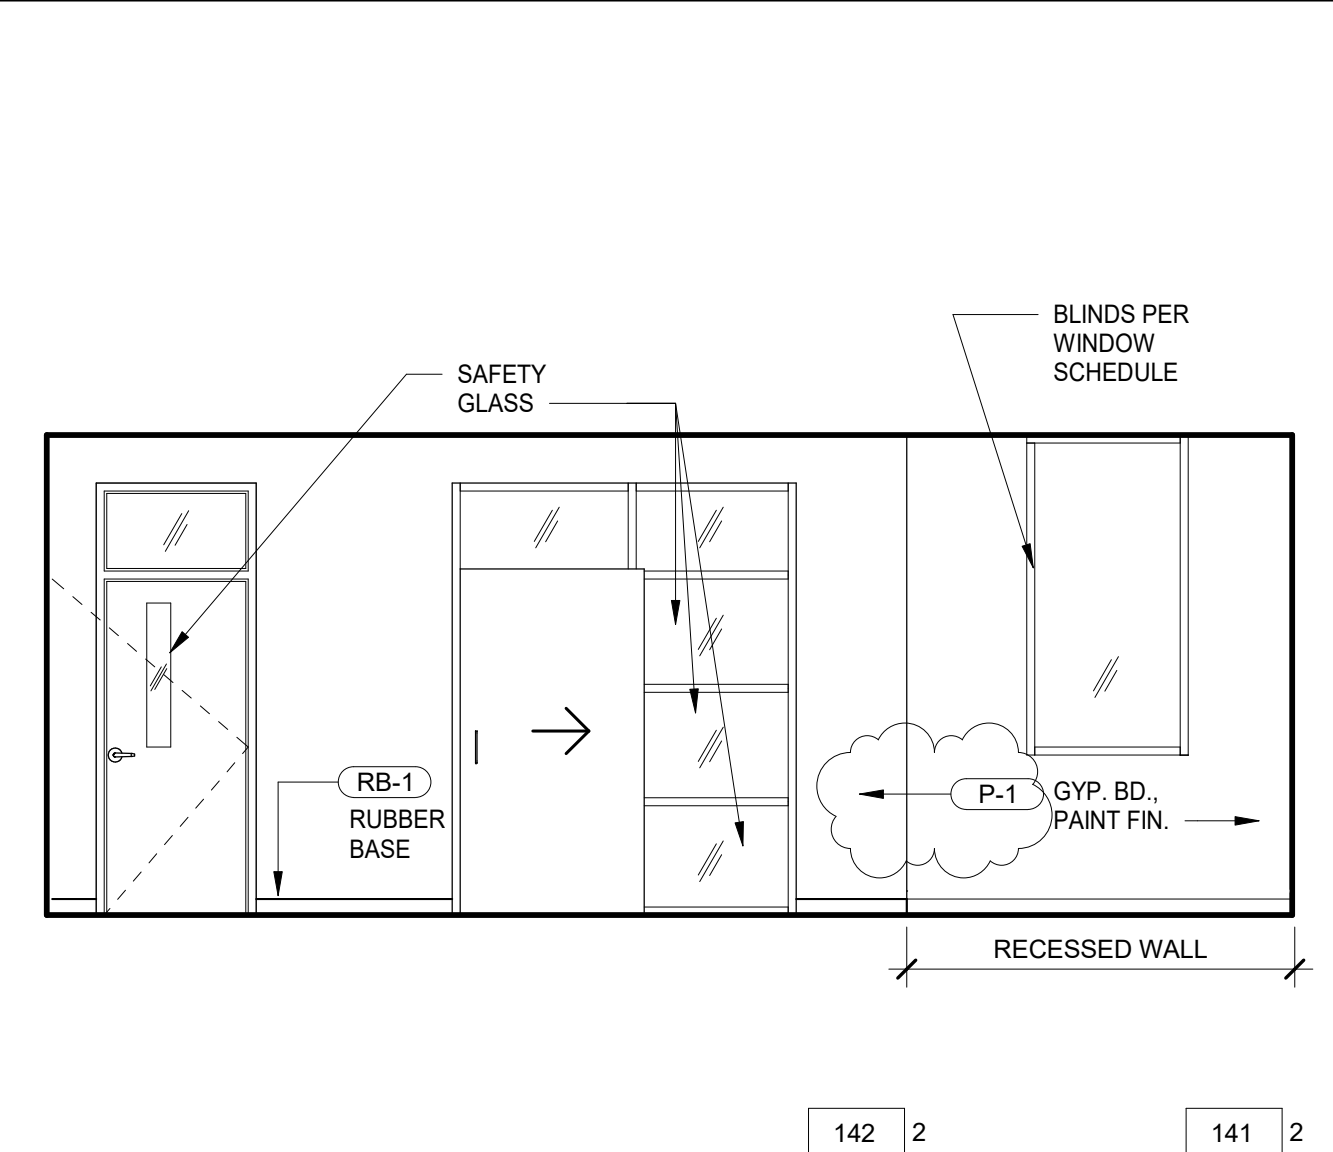 BLINDS PER
WINDOW
SCHEDULE
SAFETY
GLASS
RB-1
RUBBER
BASE
P-1
GYP. BD.,
PAINT FIN.
RECESSED WALL
142 2
141 2